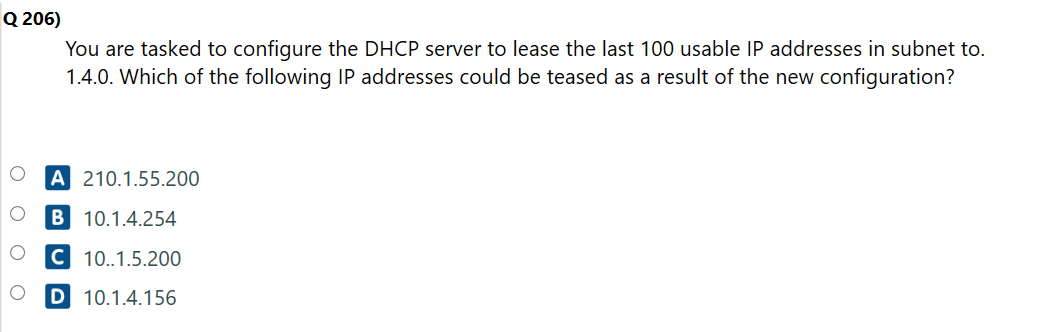 Q 206)
You are tasked to configure the DHCP server to lease the last 100 usable IP addresses in subnet to.
1.4.0. Which of the following IP addresses could be teased as a result of the new configuration?
A 210.1.55.200
B 10.1.4.254
C 10..1.5.200
D 10.1.4.156